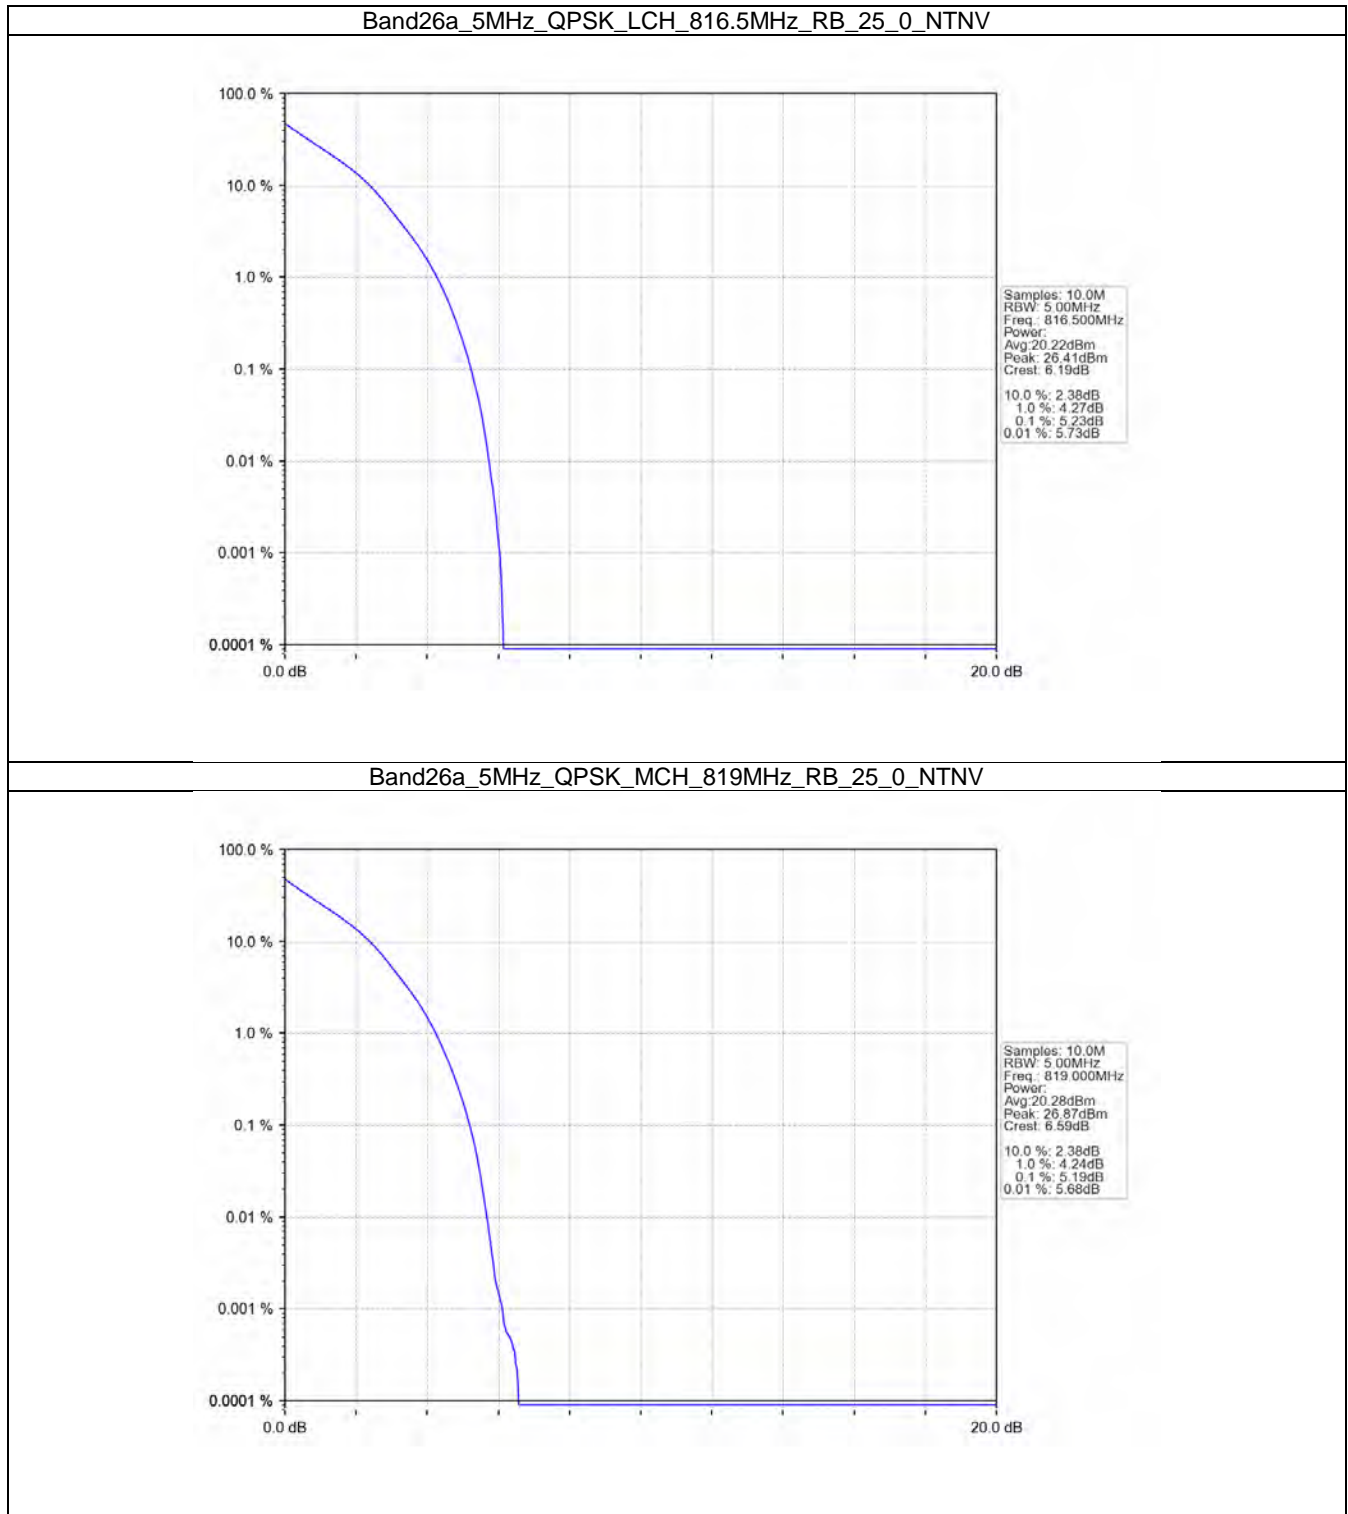 Band26a_5MHz_QPSK_LCH_816.5MHz_RB_25_0_NTNV
100.0 %
10.0 %
1.0 %
0.1 %
0.01 %
0.001 %
0.0001 %
0.0 dB
20.0 dB
Samples: 10.0M
RBW: 5.00MHz
Freq.: 816.500MHz
Power:
Avg:20.22dBm
Peak: 26.41dBm
Crest: 6.19dB
10.0 %: 2.38dB
1.0 %: 4.27dB
0.1 %: 5.23dB
0.01 %: 5.73dB
Band26a_5MHz_QPSK_MCH_819MHz_RB_25_0_NTNV
100.0 %
10.0 %
1.0 %
0.1 %
0.01 %
0.001 %
0.0001 %
0.0 dB
20.0 dB
Samples: 10.0M
RBW: 5.00MHz
Freq.: 819.000MHz
Power:
Avg:20.28dBm
Peak: 26.87dBm
Crest: 6.59dB
10.0 %: 2.38dB
1.0 %: 4.24dB
0.1 %: 5.19dB
0.01 %: 5.68dB